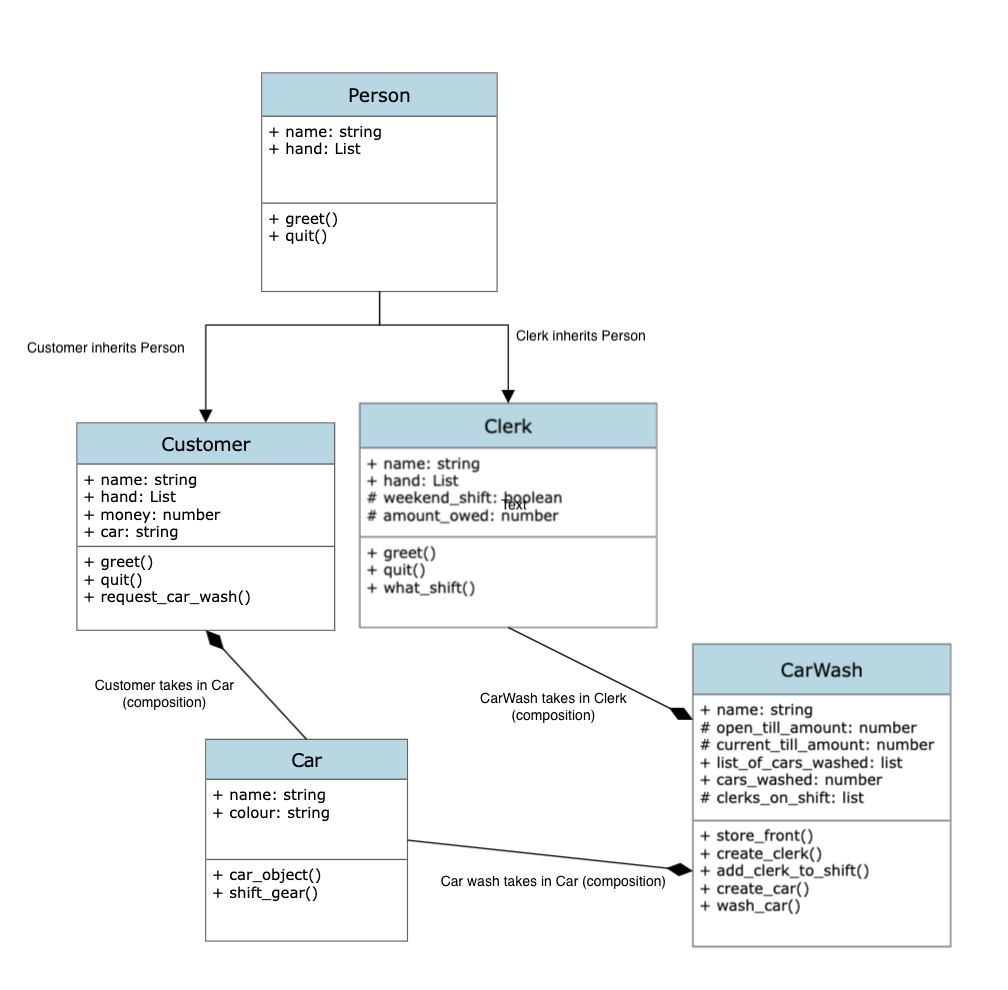 Person
+ name: string
+ hand: List
+ greet()
+ quit()
Customer inherits Person
Clerk inherits Person
Customer
+ name: string
+ hand: List
+ money: number
+ car: string
+ greet()
+ quit()
+ request_car_wash()
Clerk
+ name: string
+ hand: List
# weekend_shift: boolean
Text
# amount_owed: number
+ greet()
+ quit()
+ what_shift()
Customer takes in Car
(composition)
CarWash takes in Clerk
(composition)
CarWash
+ name: string
# open_till_amount: number
# current_till_amount: number
+ list_of_cars_washed: list
+ cars_washed: number
# clerks_on_shift: list
+ store_front()
+ create_clerk()
+ add_clerk_to_shift()
+ create_car()
+ wash_car()
Car
+ name: string
+ colour: string
+ car_object()
+ shift_gear()
Car wash takes in Car (composition)